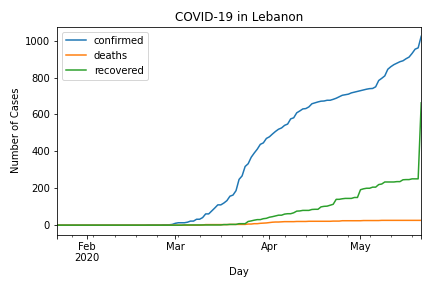 COVID-19 in Lebanon
confirmed
deaths
recovered
Number of Cases
1000
800
600
400
200
0
Feb
2020
Mar
Apr
May
Day